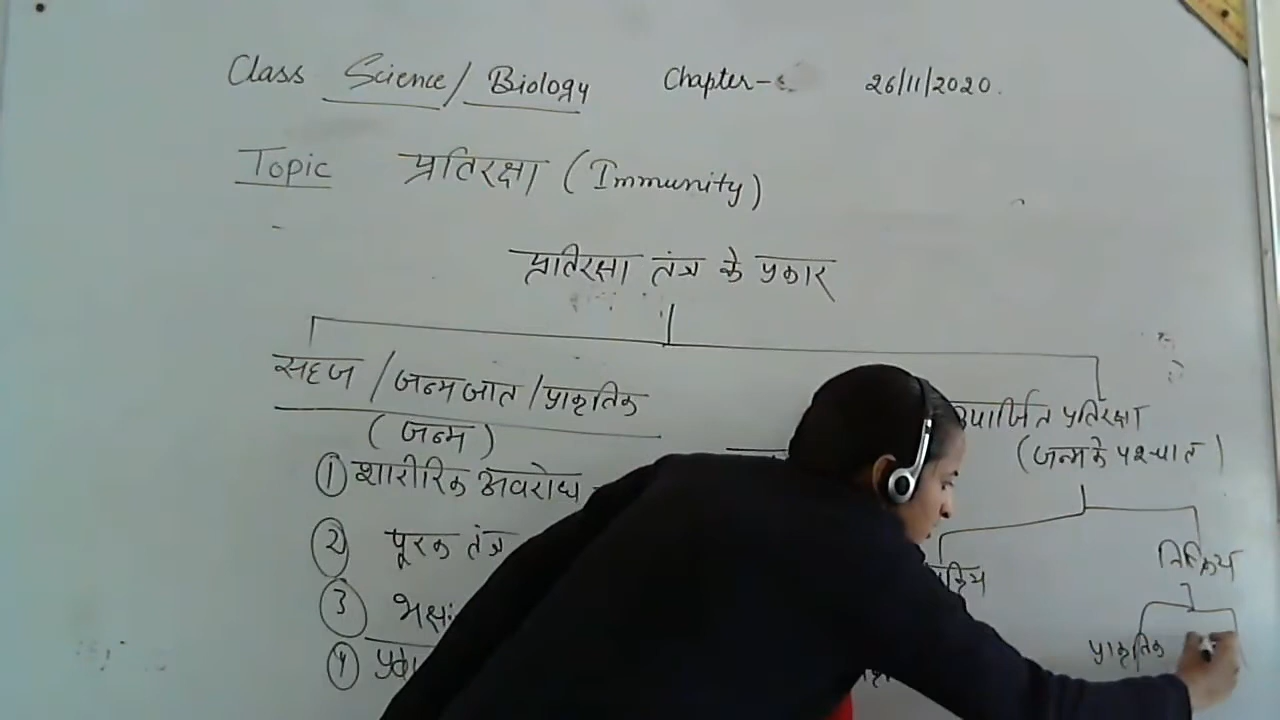 Class Science/Biology Chapter- 26/11/2020.
Topic प्रतिरक्षा (Immunity)
प्रतिरक्षा तंत्र के प्रकार
सहज/जन्मजात/प्राकृतिक
(जन्म)
उपार्जित प्रतिरक्षा
(जन्म के पश्चात)
① शारीरिक अवरोध
② पूरक तंत्र
③
④
निष्क्रिय
प्राकृतिक